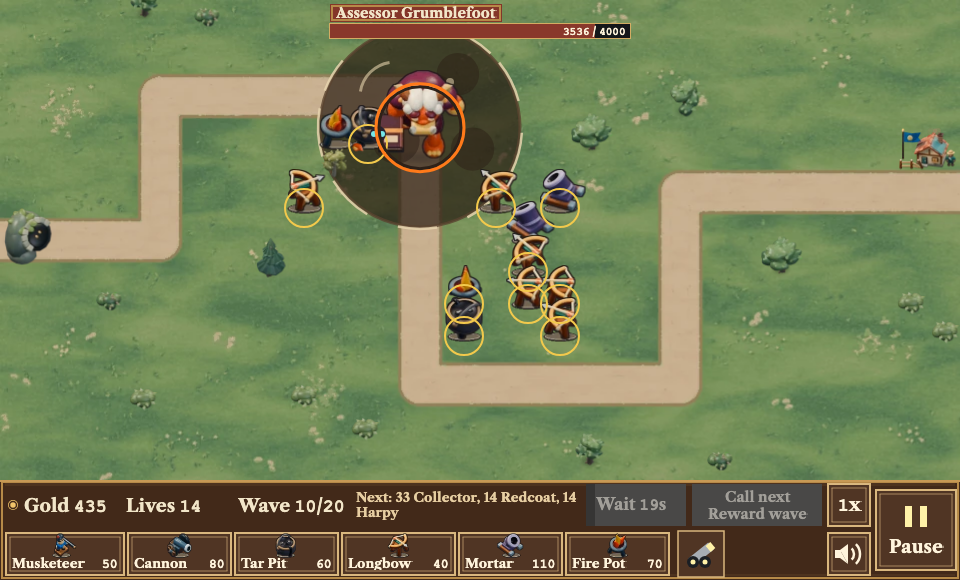 Assessor Grumblefoot
3536 / 4000
Gold 435
Lives 14
Wave 10/20
Next: 33 Collector, 14 Redcoat, 14
Harpy
Wait 19s
Call next
Reward wave
1x
Pause
Musketeer 50
Cannon 80
Tar Pit 60
Longbow 40
Mortar 110
Fire Pot 70